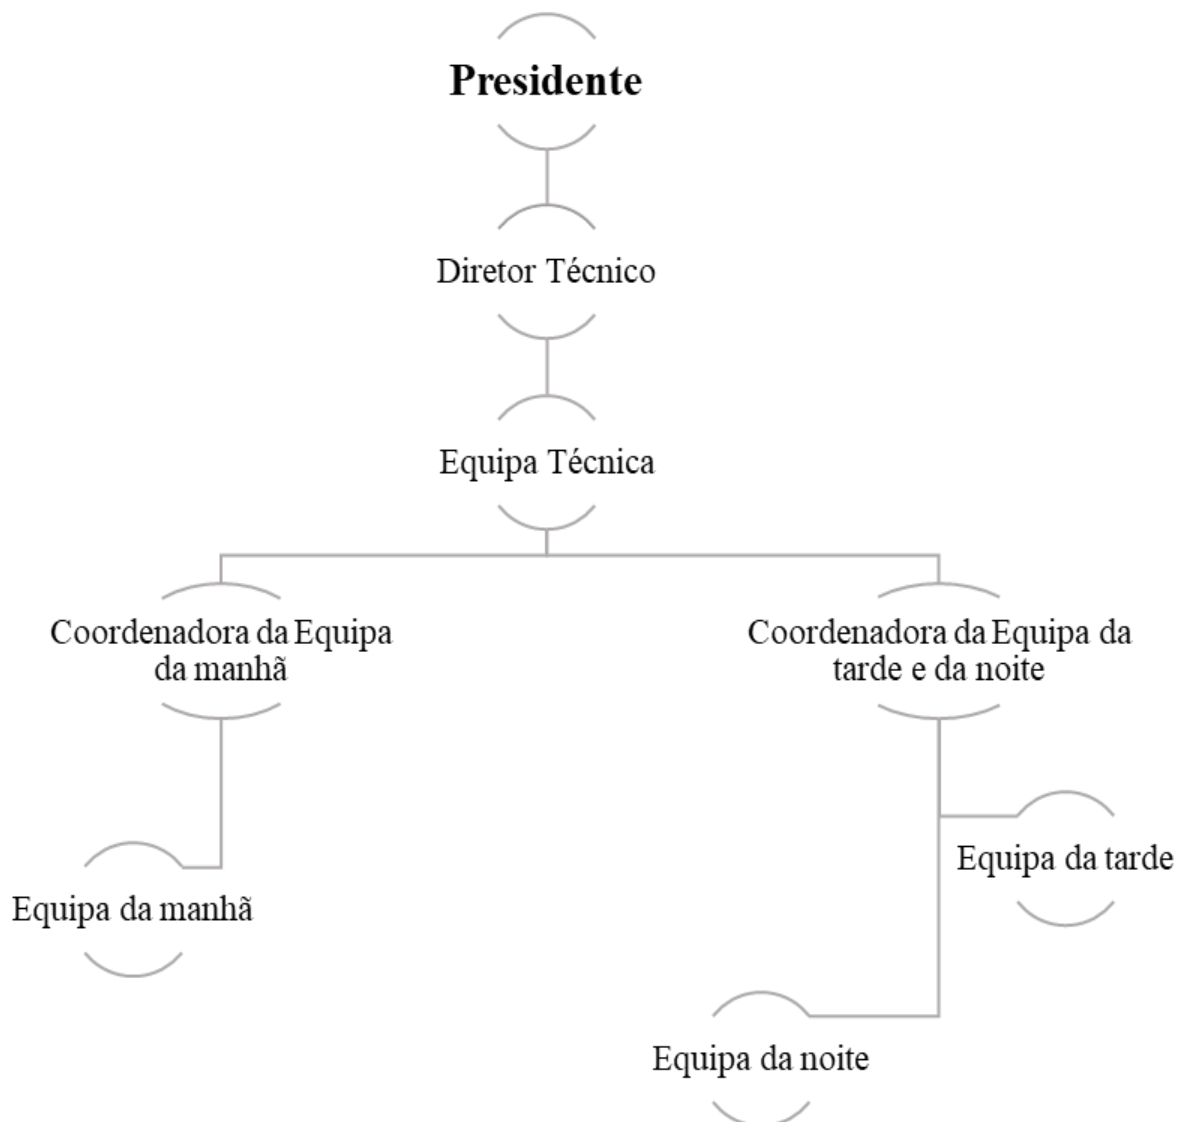 Presidente
Diretor Técnico
Equipa Técnica
Coordenadora da Equipa
da manhã
Coordenadora da Equipa da
tarde e da noite
Equipa da tarde
Equipa da manhã
Equipa da noite